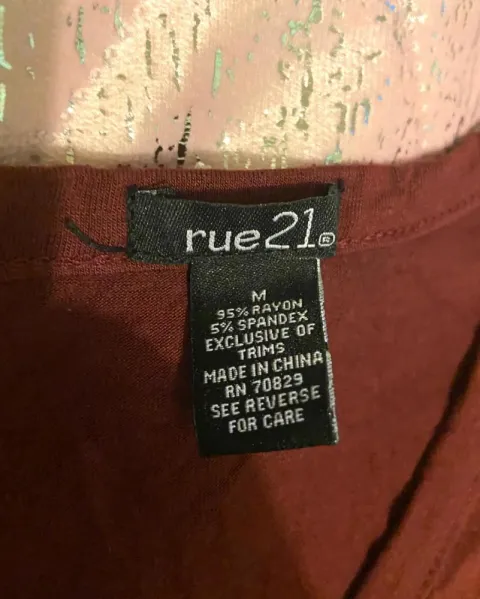 rue21®
M
95% RAYON
5% SPANDEX
EXCLUSIVE OF
TRIMS
MADE IN CHINA
RN 70829
SEE REVERSE
FOR CARE